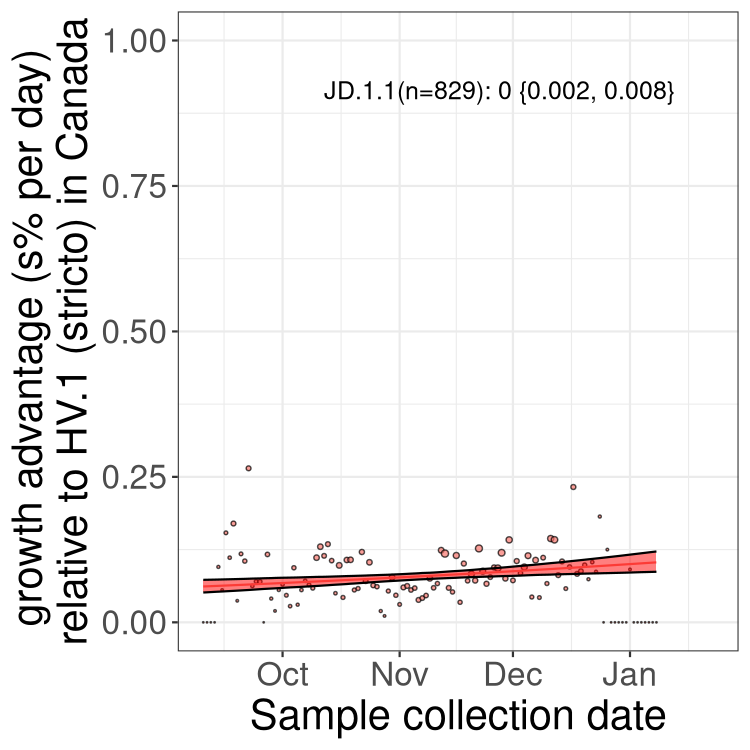 growth advantage (s% per day)
relative to HV.1 (stricto) in Canada
1.00
0.75
0.50
0.25
0.00
JD.1.1(n=829): 0 {0.002, 0.008}
Oct Nov Dec Jan
Sample collection date